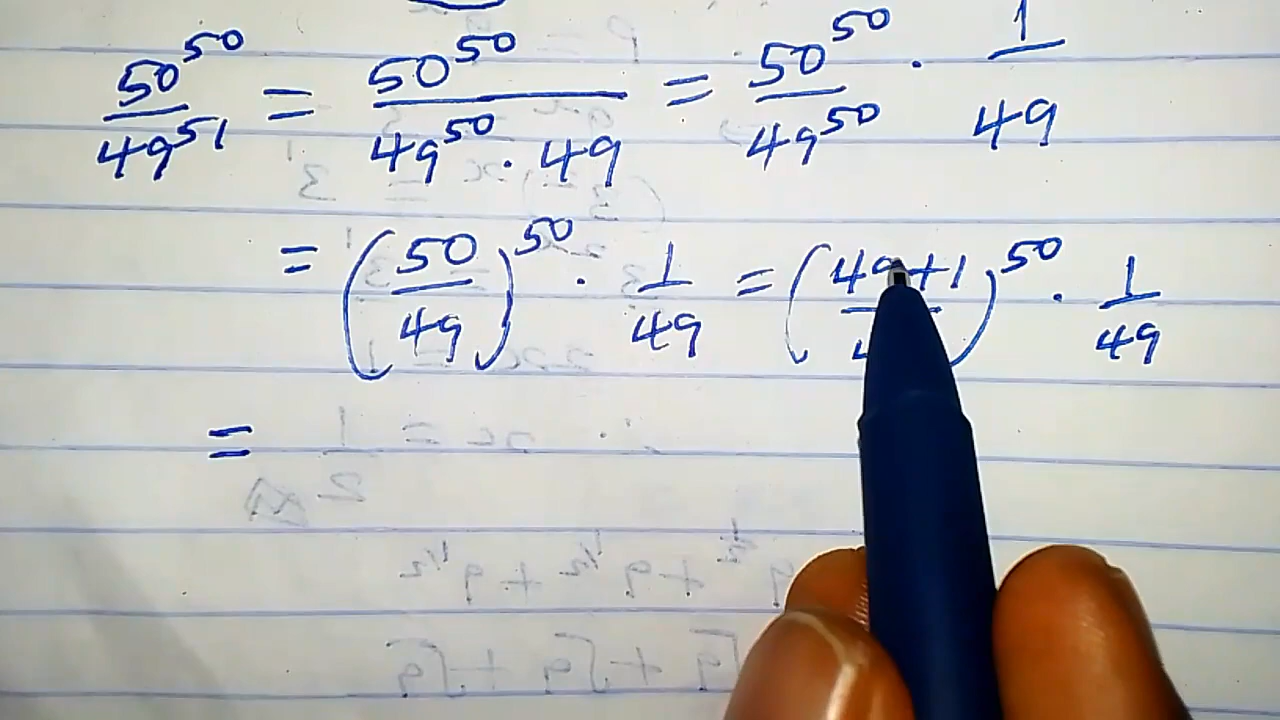 50^50/49^51 = 50^50/(49^50 · 49) = 50^50/49^50 · 1/49
= (50/49)^50 · 1/49 = ((49+1)/4)^50 · 1/49
=